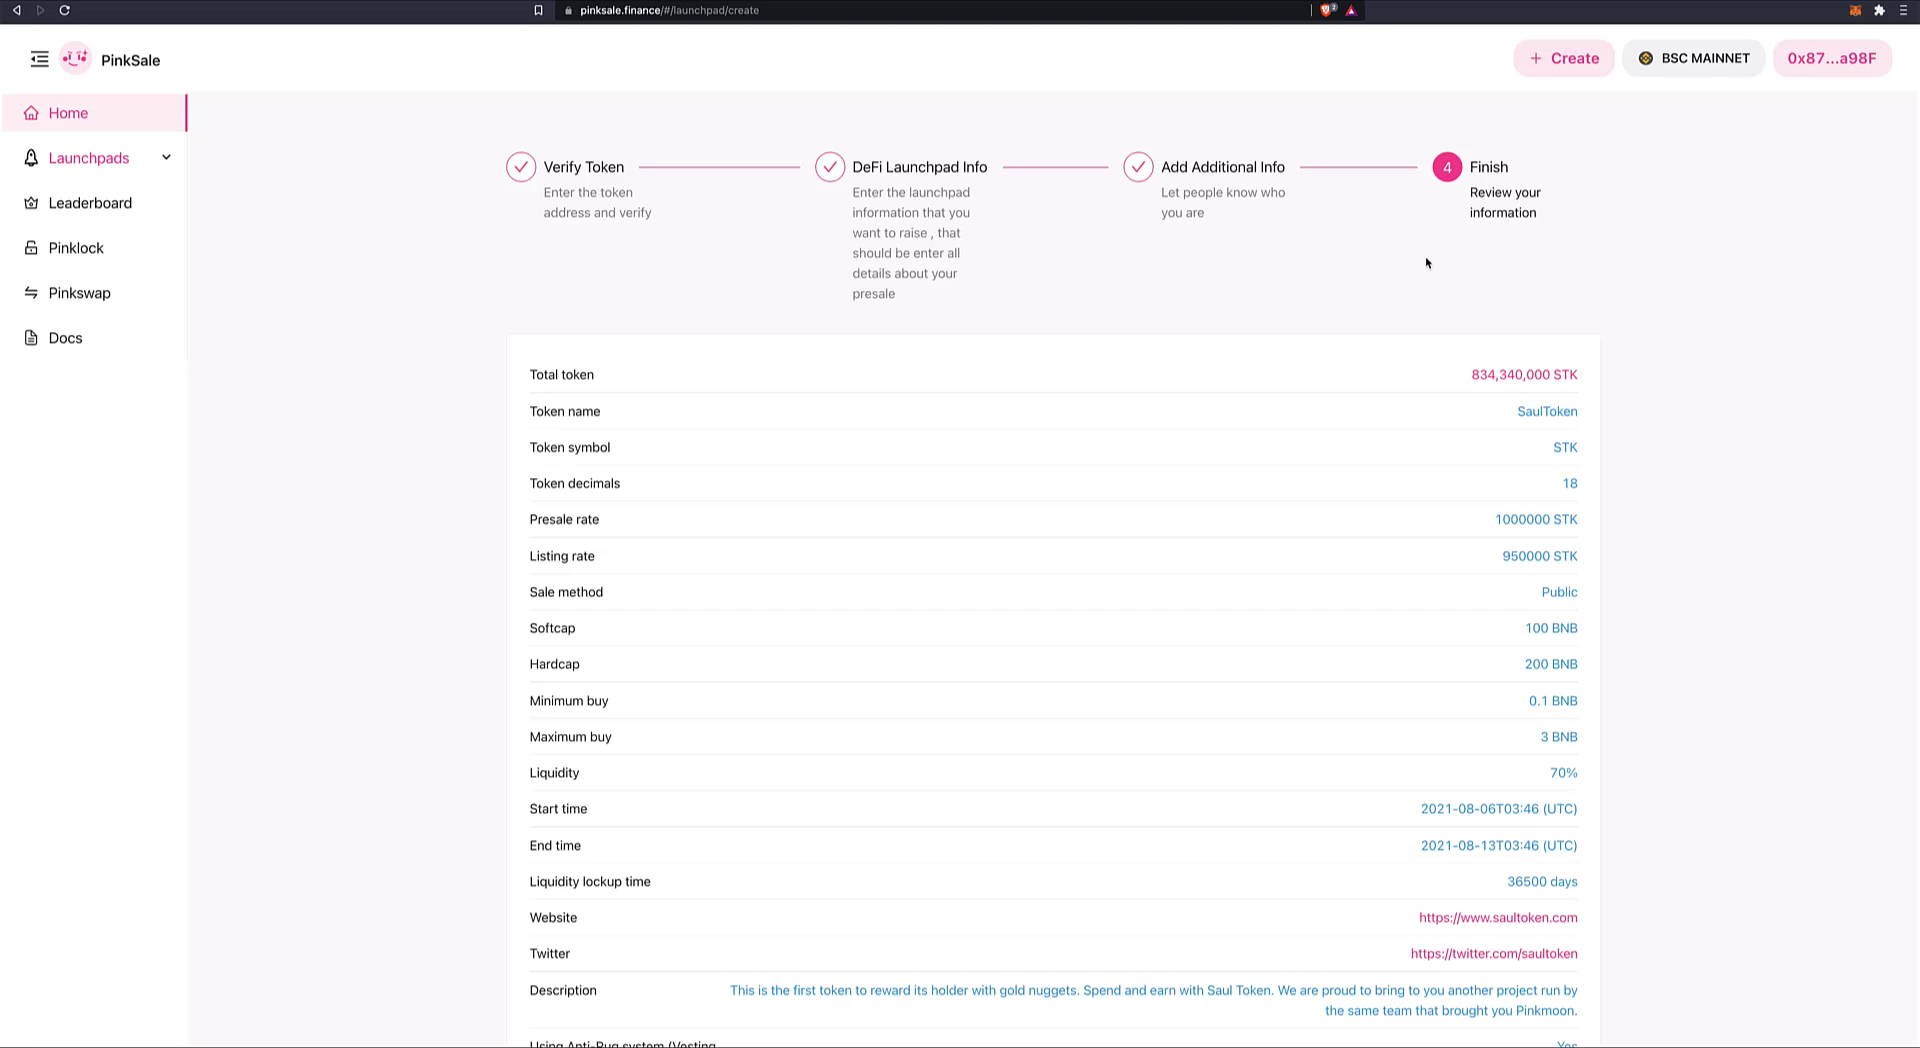 pinksale.finance/#/launchpad/create
2
PinkSale
+ Create
BSC MAINNET
0x87...a98F
Home
Launchpads
Leaderboard
Pinklock
Pinkswap
Docs
Verify Token
Enter the token
address and verify
DeFi Launchpad Info
Enter the launchpad
information that you
want to raise , that
should be enter all
details about your
presale
Add Additional Info
Let people know who
you are
4
Finish
Review your
information
Total token 834,340,000 STK
Token name SaulToken
Token symbol STK
Token decimals 18
Presale rate 1000000 STK
Listing rate 950000 STK
Sale method Public
Softcap 100 BNB
Hardcap 200 BNB
Minimum buy 0.1 BNB
Maximum buy 3 BNB
Liquidity 70%
Start time 2021-08-06T03:46 (UTC)
End time 2021-08-13T03:46 (UTC)
Liquidity lockup time 36500 days
Website https://www.saultoken.com
Twitter https://twitter.com/saultoken
Description This is the first token to reward its holder with gold nuggets. Spend and earn with Saul Token. We are proud to bring to you another project run by
the same team that brought you Pinkmoon.
Using Anti-Rug system (Vesting Yes